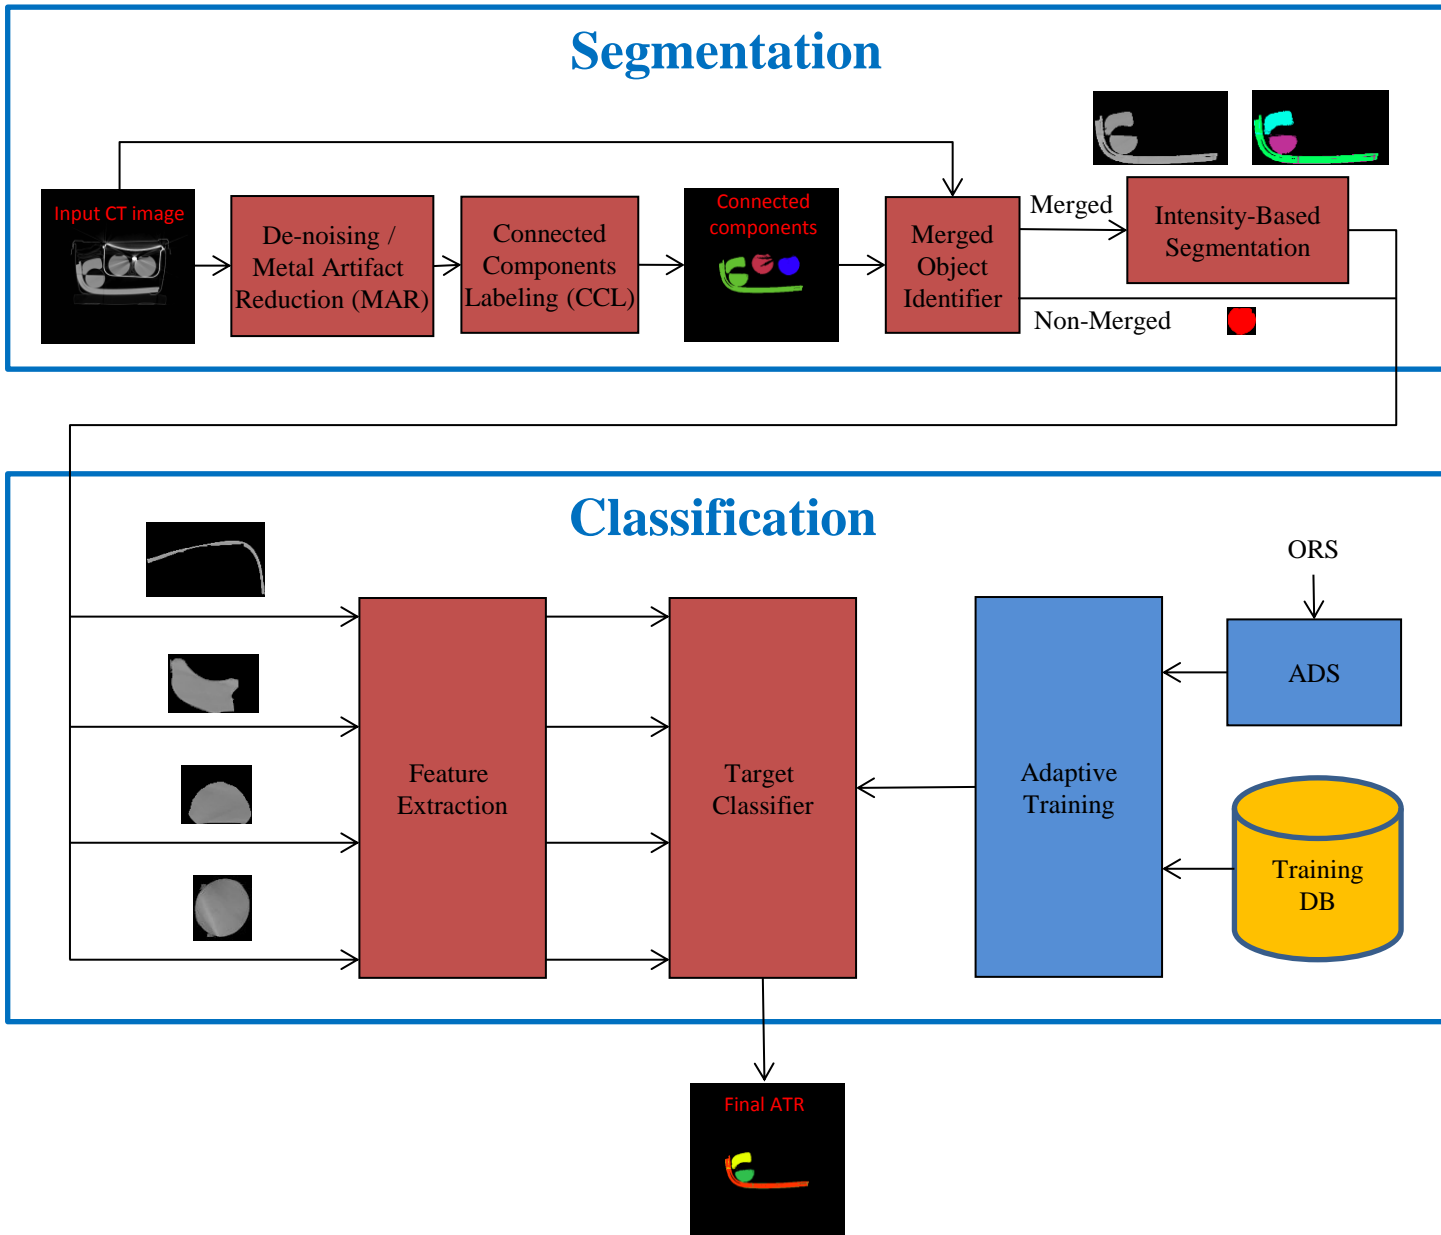 Segmentation
Input CT image
De-noising /
Metal Artifact
Reduction (MAR)
Connected
Components
Labeling (CCL)
Connected
components
Merged
Object
Identifier
Merged
Intensity-Based
Segmentation
Non-Merged
Classification
Feature
Extraction
Target
Classifier
Adaptive
Training
ORS
ADS
Training
DB
Final ATR